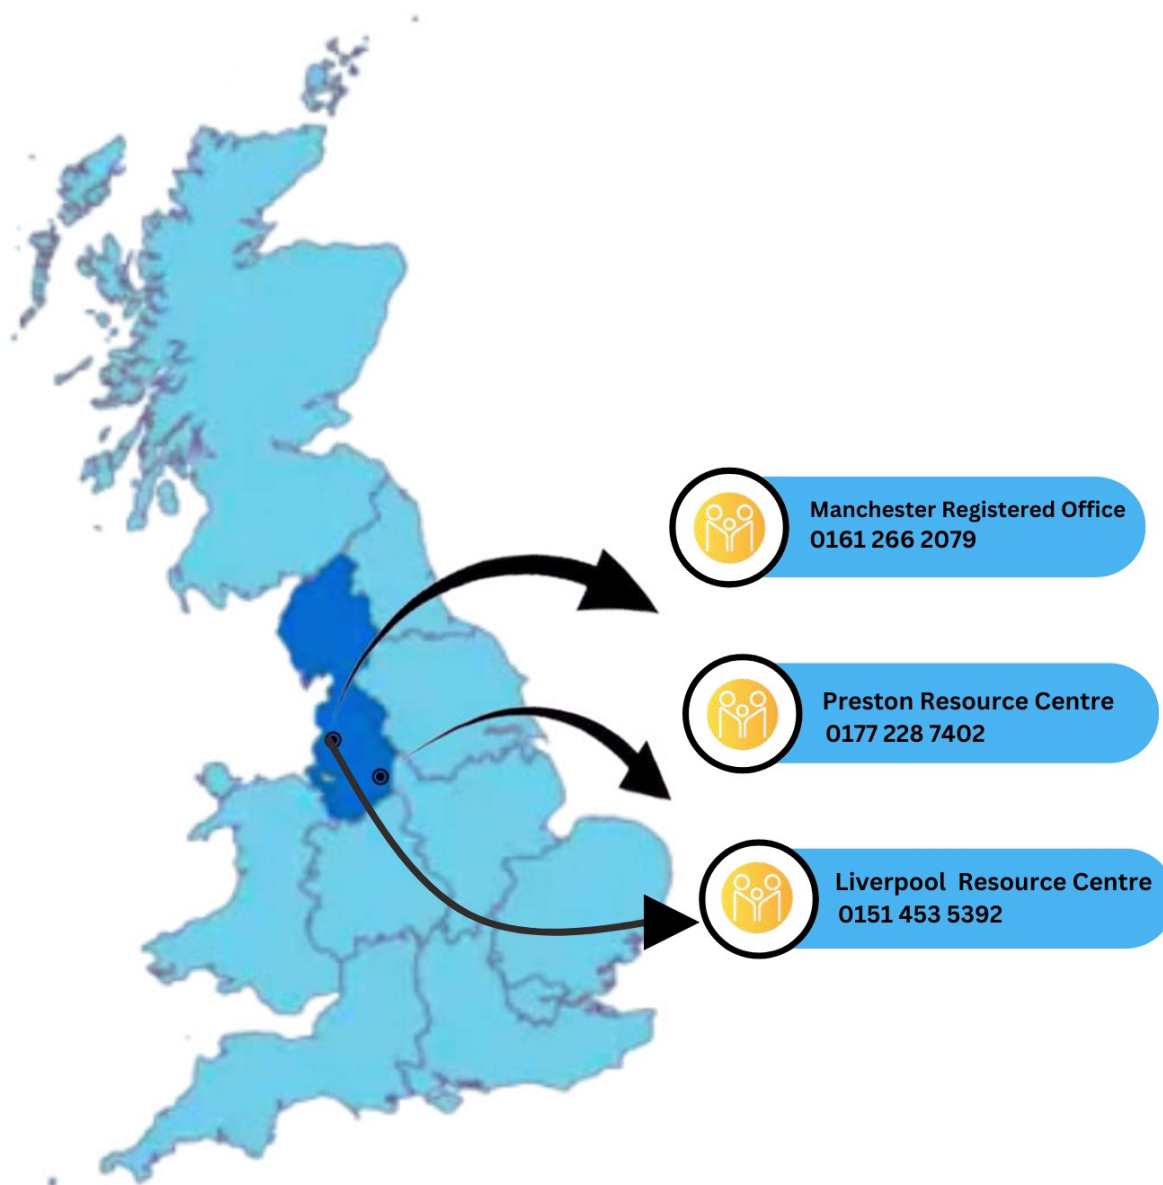 Manchester Registered Office
0161 266 2079
Preston Resource Centre
0177 228 7402
Liverpool Resource Centre
0151 453 5392